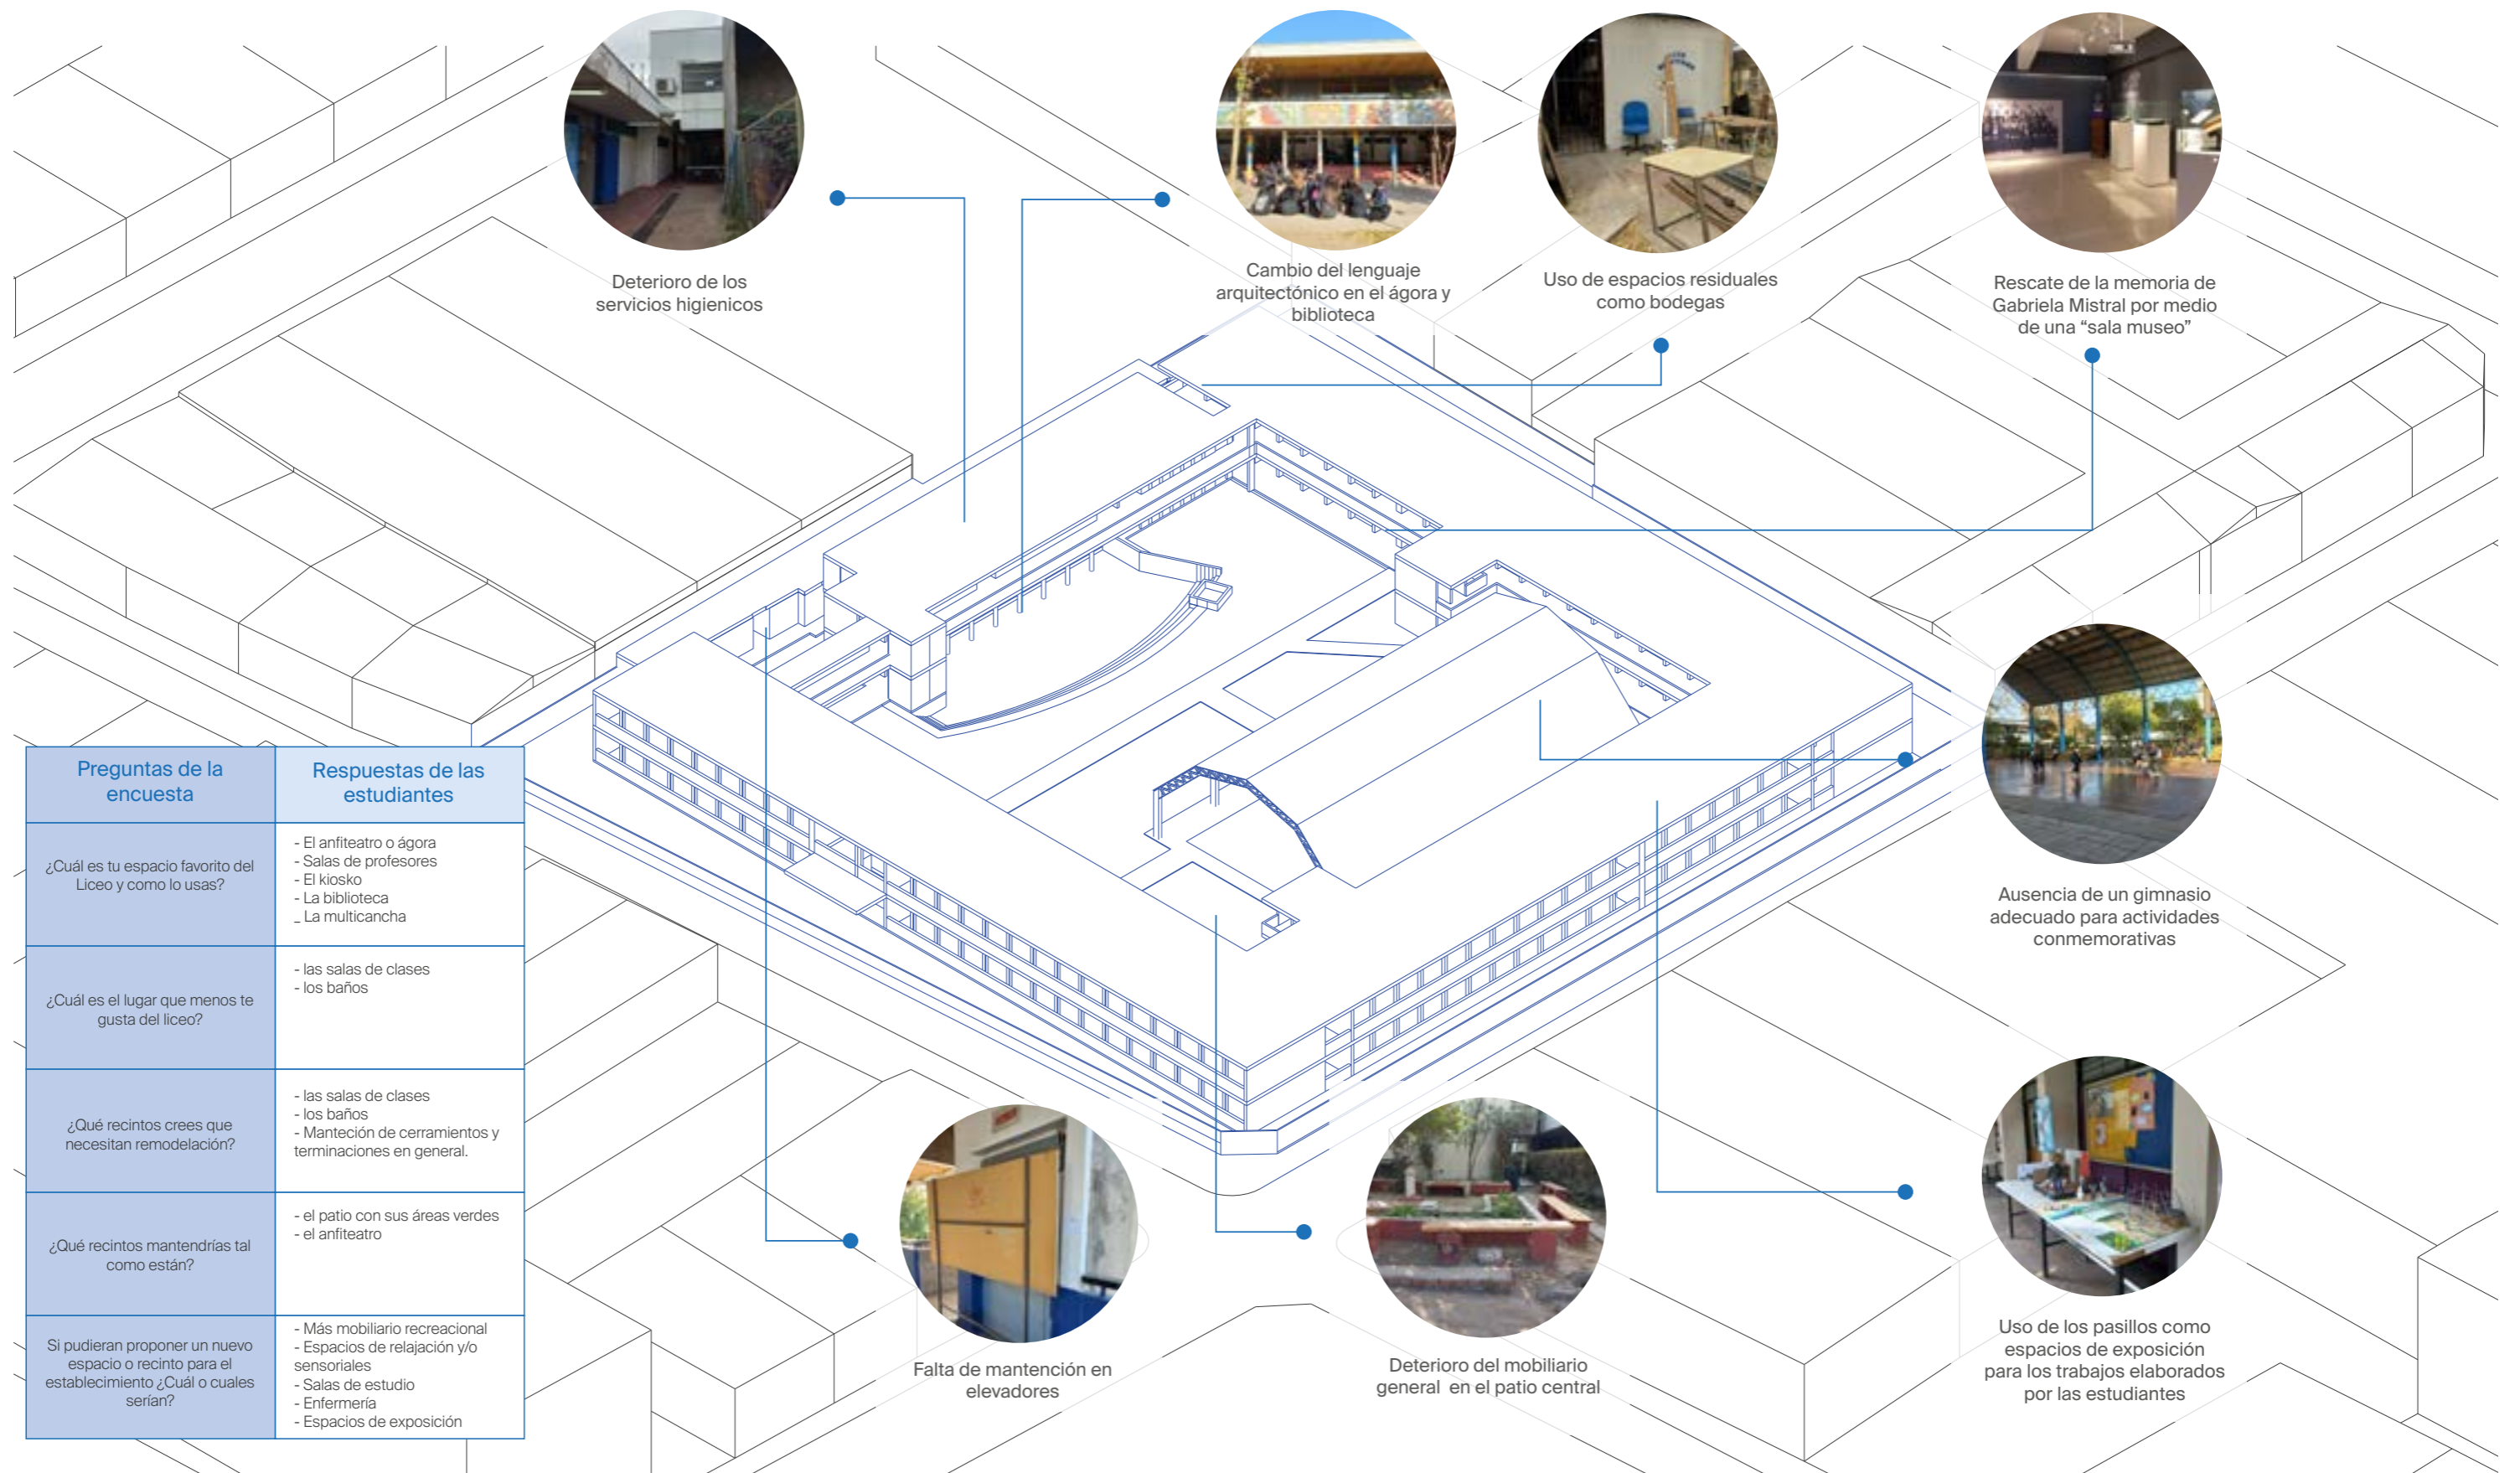 Deterioro de los
servicios higienicos
Cambio del lenguaje
arquitectónico en el ágora y
biblioteca
Uso de espacios residuales
como bodegas
Rescate de la memoria de
Gabriela Mistral por medio
de una “sala museo”
Ausencia de un gimnasio
adecuado para actividades
conmemorativas
Preguntas de la
encuesta
Respuestas de las
estudiantes
¿Cuál es tu espacio favorito del
Liceo y como lo usas?
- El anfiteatro o ágora
- Salas de profesores
- El kiosko
- La biblioteca
_ La multicancha
¿Cuál es el lugar que menos te
gusta del liceo?
- las salas de clases
- los baños
¿Qué recintos crees que
necesitan remodelación?
- las salas de clases
- los baños
- Manteción de cerramientos y
terminaciones en general.
¿Qué recintos mantendrías tal
como están?
- el patio con sus áreas verdes
- el anfiteatro
Si pudieran proponer un nuevo
espacio o recinto para el
establecimiento ¿Cuál o cuales
serían?
- Más mobiliario recreacional
- Espacios de relajación y/o
sensoriales
- Salas de estudio
- Enfermería
- Espacios de exposición
Falta de mantención en
elevadores
Deterioro del mobiliario
general en el patio central
Uso de los pasillos como
espacios de exposición
para los trabajos elaborados
por las estudiantes